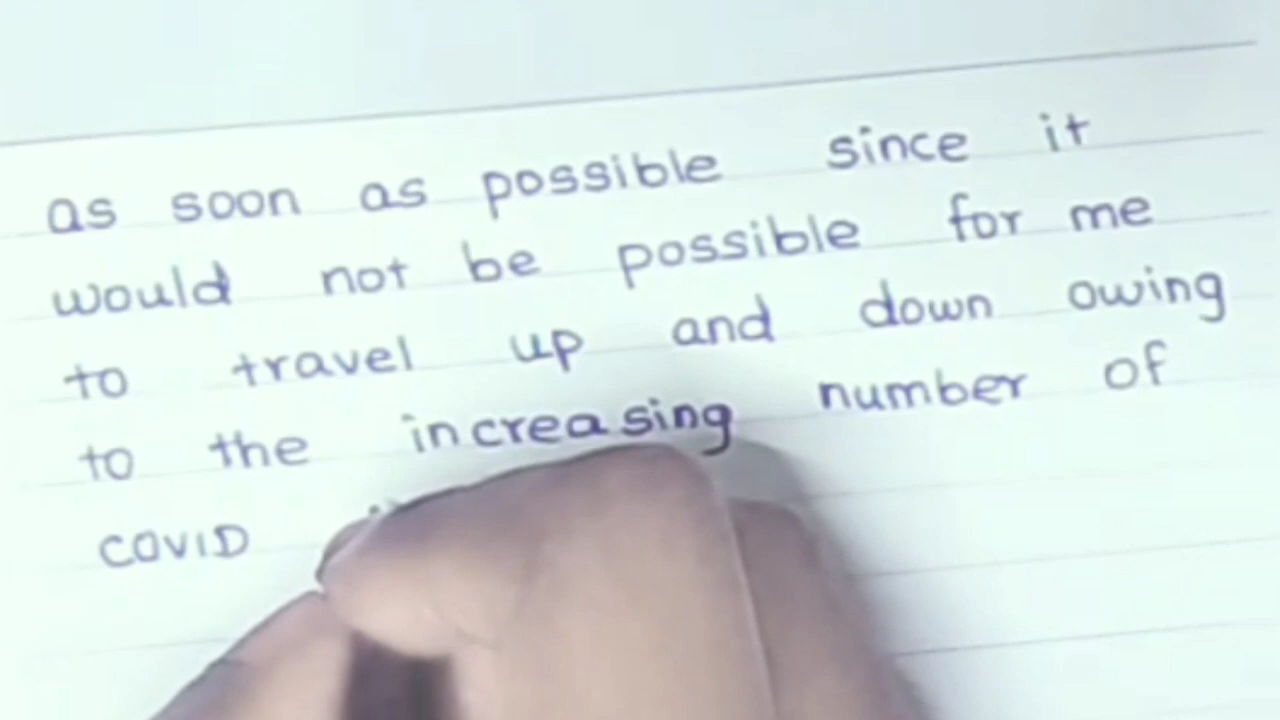 as soon as possible since it
would not be possible for me
to travel up and down owing
to the increasing number of
COVID